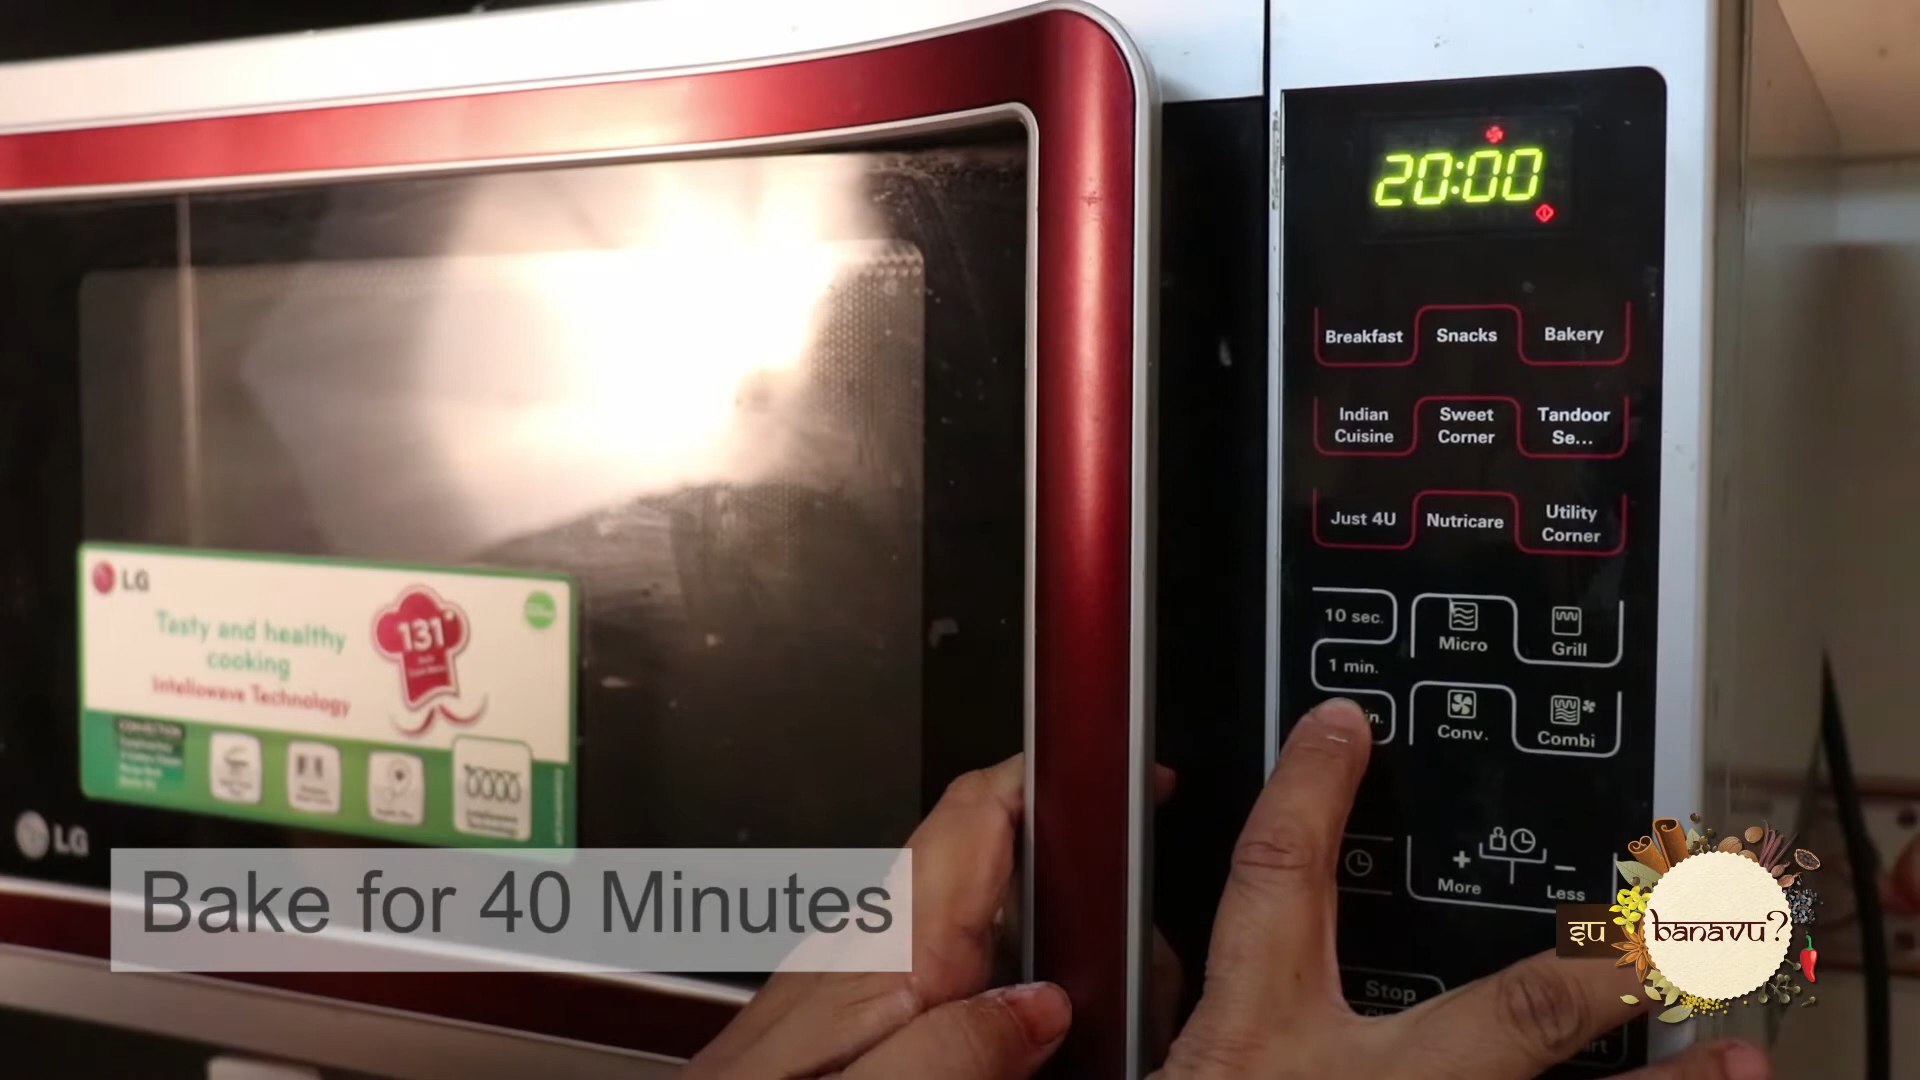 20:00
Breakfast
Snacks
Bakery
Indian
Cuisine
Sweet
Corner
Tandoor
Se...
Just 4U
Nutricare
Utility
Corner
10 sec.
Micro
Grill
1 min.
in.
Conv.
Combi
+
More
−
Less
Stop
LG
Tasty and healthy
cooking
Intellowave Technology
131
CONVECTION
LG
Bake for 40 Minutes
su banavu?